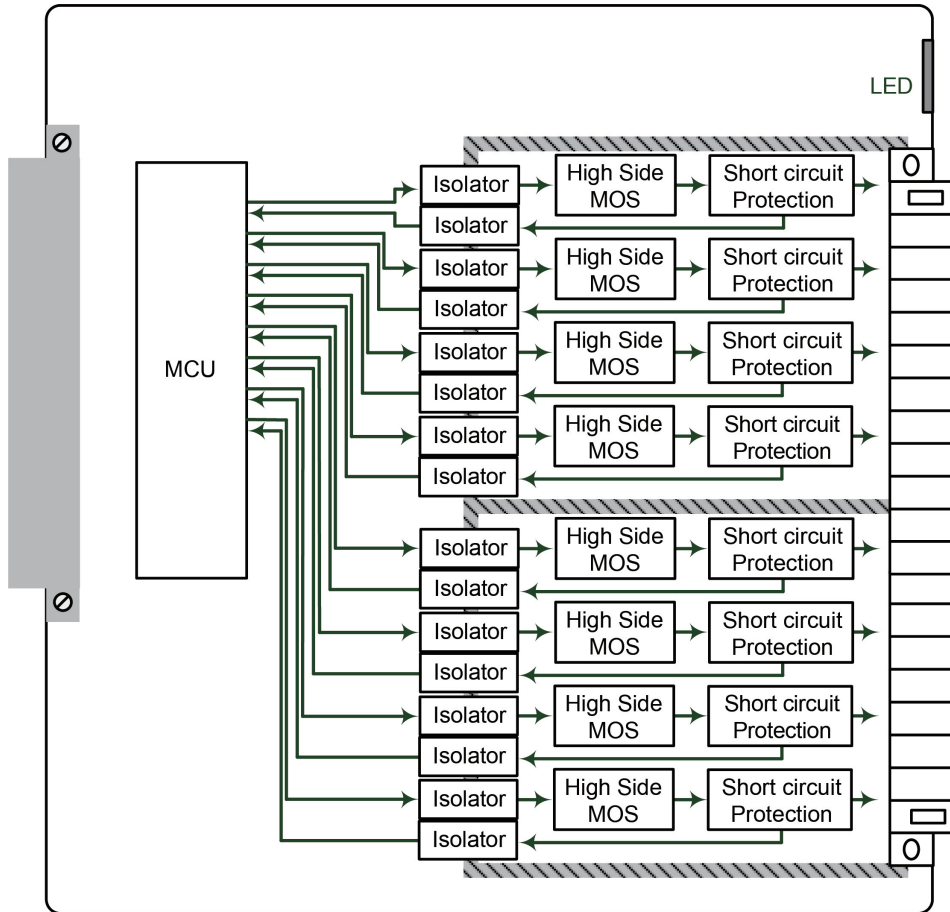 LED
MCU
Isolator
High Side
MOS
Short circuit
Protection
Isolator
Isolator
High Side
MOS
Short circuit
Protection
Isolator
Isolator
High Side
MOS
Short circuit
Protection
Isolator
Isolator
High Side
MOS
Short circuit
Protection
Isolator
Isolator
High Side
MOS
Short circuit
Protection
Isolator
Isolator
High Side
MOS
Short circuit
Protection
Isolator
Isolator
High Side
MOS
Short circuit
Protection
Isolator
Isolator
High Side
MOS
Short circuit
Protection
Isolator